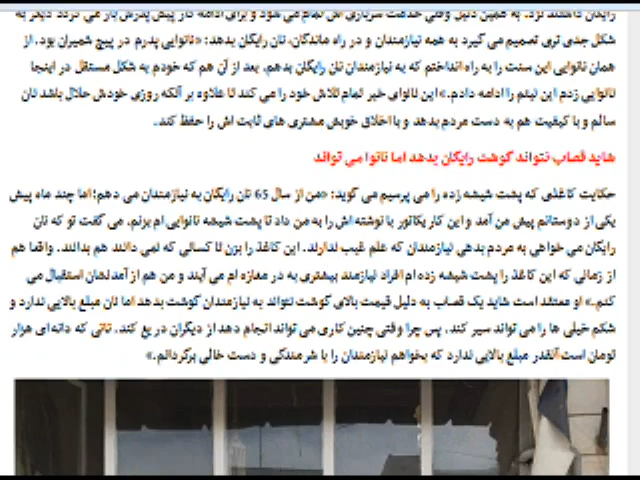 رایگان داشتند نزد. به همین دلیل وقتی خدمت سربازی اش تمام می شود و برای ادامه کار پیش پدرش باز می گردد دیگر به
شکل جدی تری تصمیم می گیرد به همه نیازمندان و در راه ماندگان، نان رایگان بدهد: «نانوایی پدرم در پیچ شمیران بود. از
همان نانوایی این سنت را به راه انداختم که به نیازمندان نان رایگان بدهم. بعد از آن هم که خودم به شکل مستقل در اینجا
نانوایی زدم این نیتم را ادامه دادم.» این نانوای خیر تمام تلاش خود را می کند تا علاوه بر آنکه روزی خودش حلال باشد نان
سالم و با کیفیت هم به دست مردم بدهد و با اخلاق خویش مشتری های ثابت اش را حفظ کند.
شاید قصاب نتواند گوشت رایگان بدهد اما نانوا می تواند
حکایت کاغذی که پشت شیشه زده را می پرسیم می گوید: «من از سال 65 نان رایگان به نیازمندان می دهم؛ اما چند ماه پیش
یکی از دوستانم پیش من آمد و این کار یکاتور یا نوشته اش را به من داد تا پشت شیشه نانوایی ام بزنم. می گفت تو که نان
رایگان می خواهی به مردم بدهی نیازمندان که علم غیب ندارند. این کاغذ را بزن تا کسانی که نمی دانند هم بدانند. واقعا هم
از زمانی که این کاغذ را پشت شیشه زده ام افراد نیازمند بیشتری به در مغازه ام می آیند و من هم از آمدنشان استقبال می
کنم.» او معتقد است شاید یک قصاب به دلیل قیمت بالای گوشت نتواند به نیازمندان گوشت بدهد اما نان مبلغ بالایی ندارد و
شکم خیلی ها را می تواند سیر کند. پس چرا وقتی چنین کاری می تواند انجام دهد از دیگران دریغ کند. نانی که دانه ای هزار
تومان است آنقدر مبلغ بالایی ندارد که بخواهم نیازمندان را با شرمندگی و دست خالی برگردانم.»